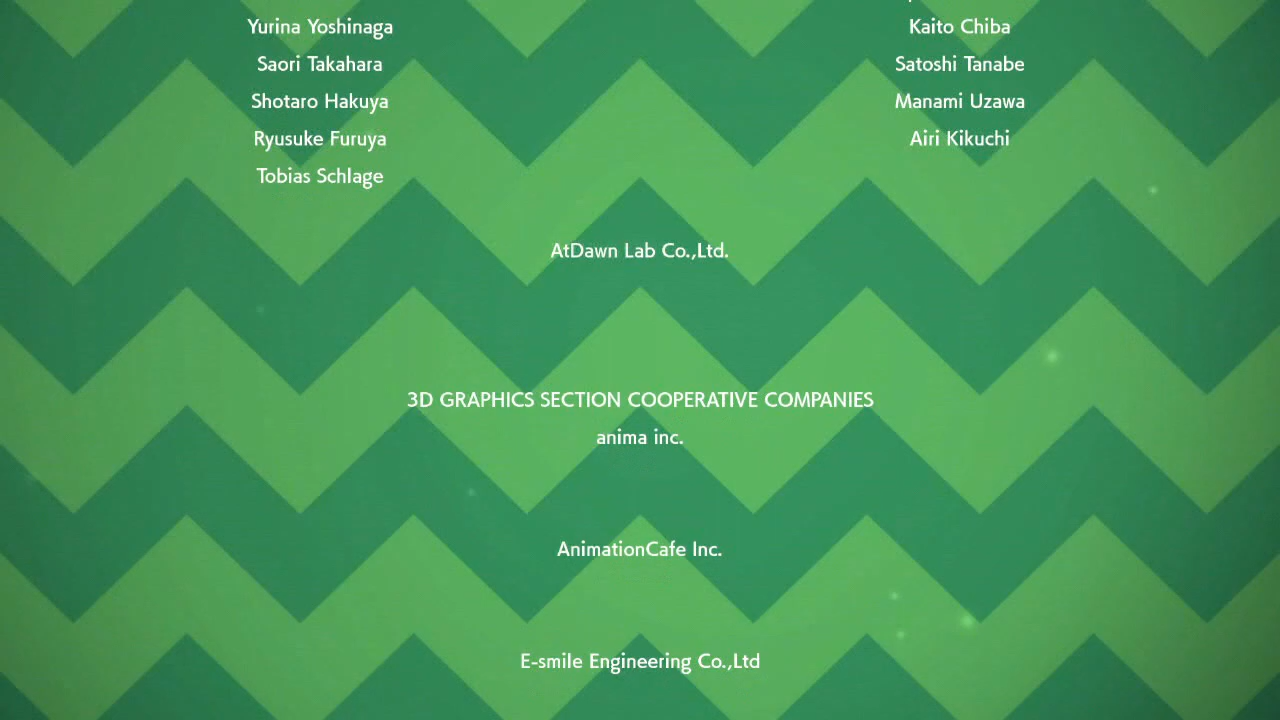 Yurina Yoshinaga Kaito Chiba
Saori Takahara Satoshi Tanabe
Shotaro Hakuya Manami Uzawa
Ryusuke Furuya Airi Kikuchi
Tobias Schlage
AtDawn Lab Co.,Ltd.
3D GRAPHICS SECTION COOPERATIVE COMPANIES
anima inc.
AnimationCafe Inc.
E-smile Engineering Co.,Ltd